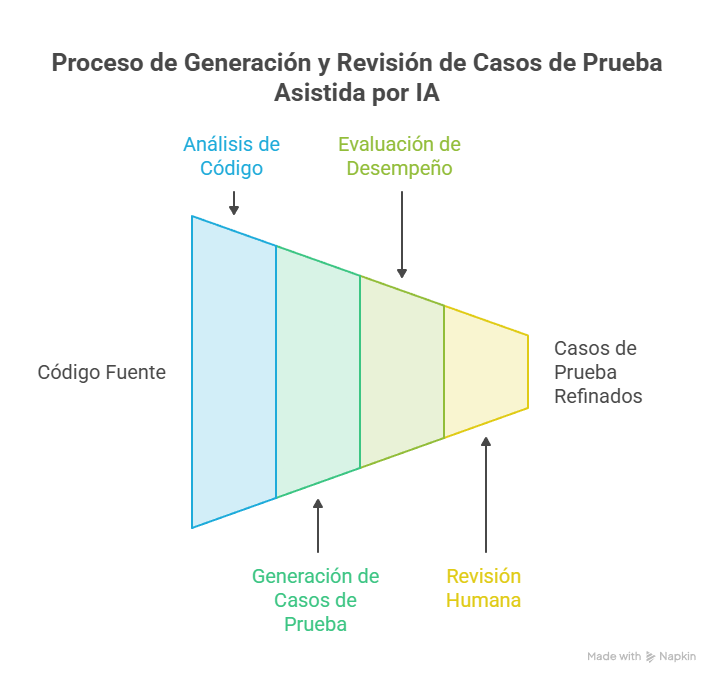 Proceso de Generación y Revisión de Casos de Prueba
Asistida por IA
Análisis de
Código
Evaluación de
Desempeño
Código Fuente
Casos de
Prueba
Refinados
Generación de
Casos de
Prueba
Revisión
Humana
Made with Napkin